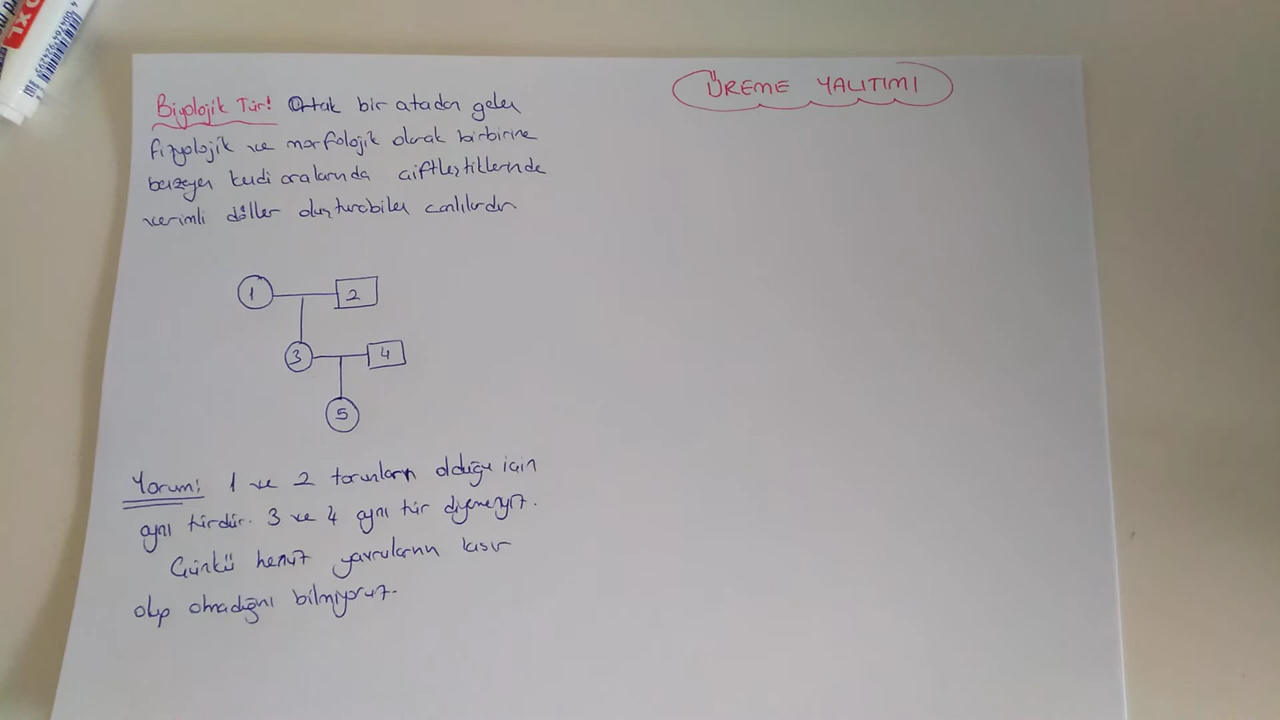 ÜREME YALITIMI
Biyolojik Tür: Ortak bir atadan gelen
fizyolojik ve morfolojik olarak birbirine
benzeyen kendi aralarında çiftleştiklerinde
verimli döller oluşturabilen canlılardır.
1 2
3 4
5
Yorum: 1 ve 2 torunların olduğu için
aynı türdür. 3 ve 4 aynı tür diyemeyiz.
Çünkü henüz yavrularının kısır
olup olmadığını bilmiyoruz.
XL